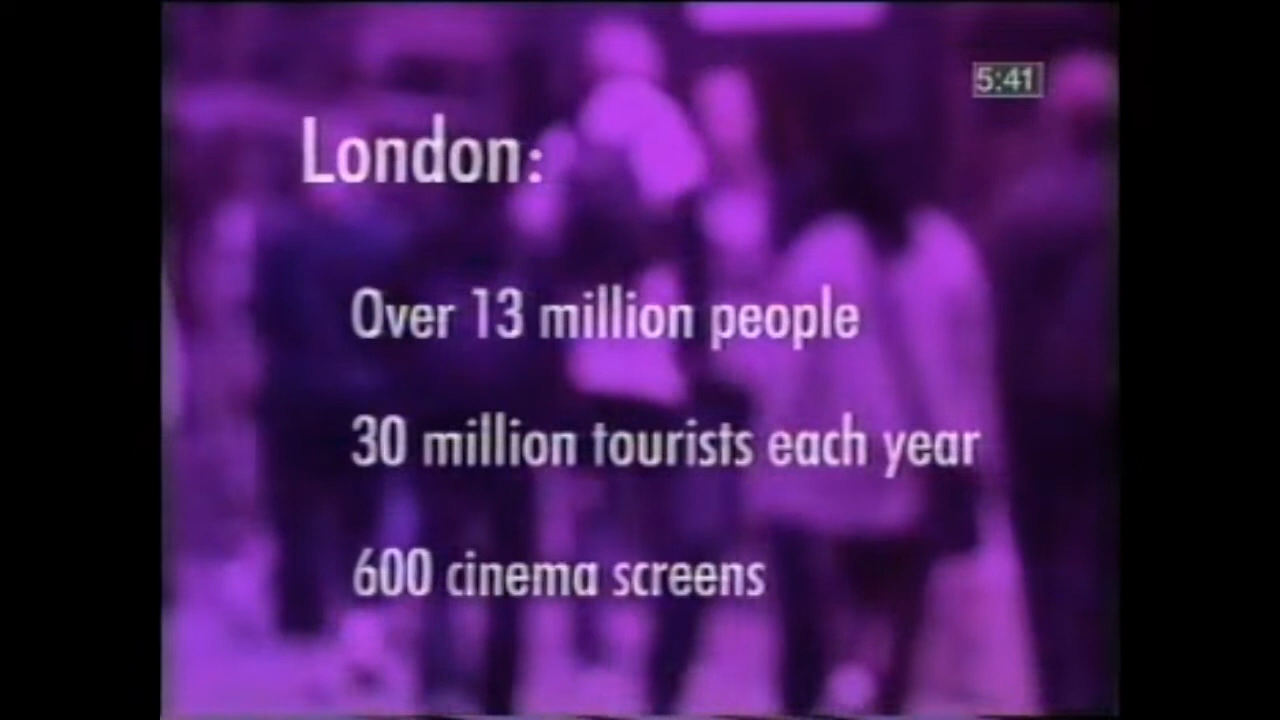 5:41
London:
Over 13 million people
30 million tourists each year
600 cinema screens